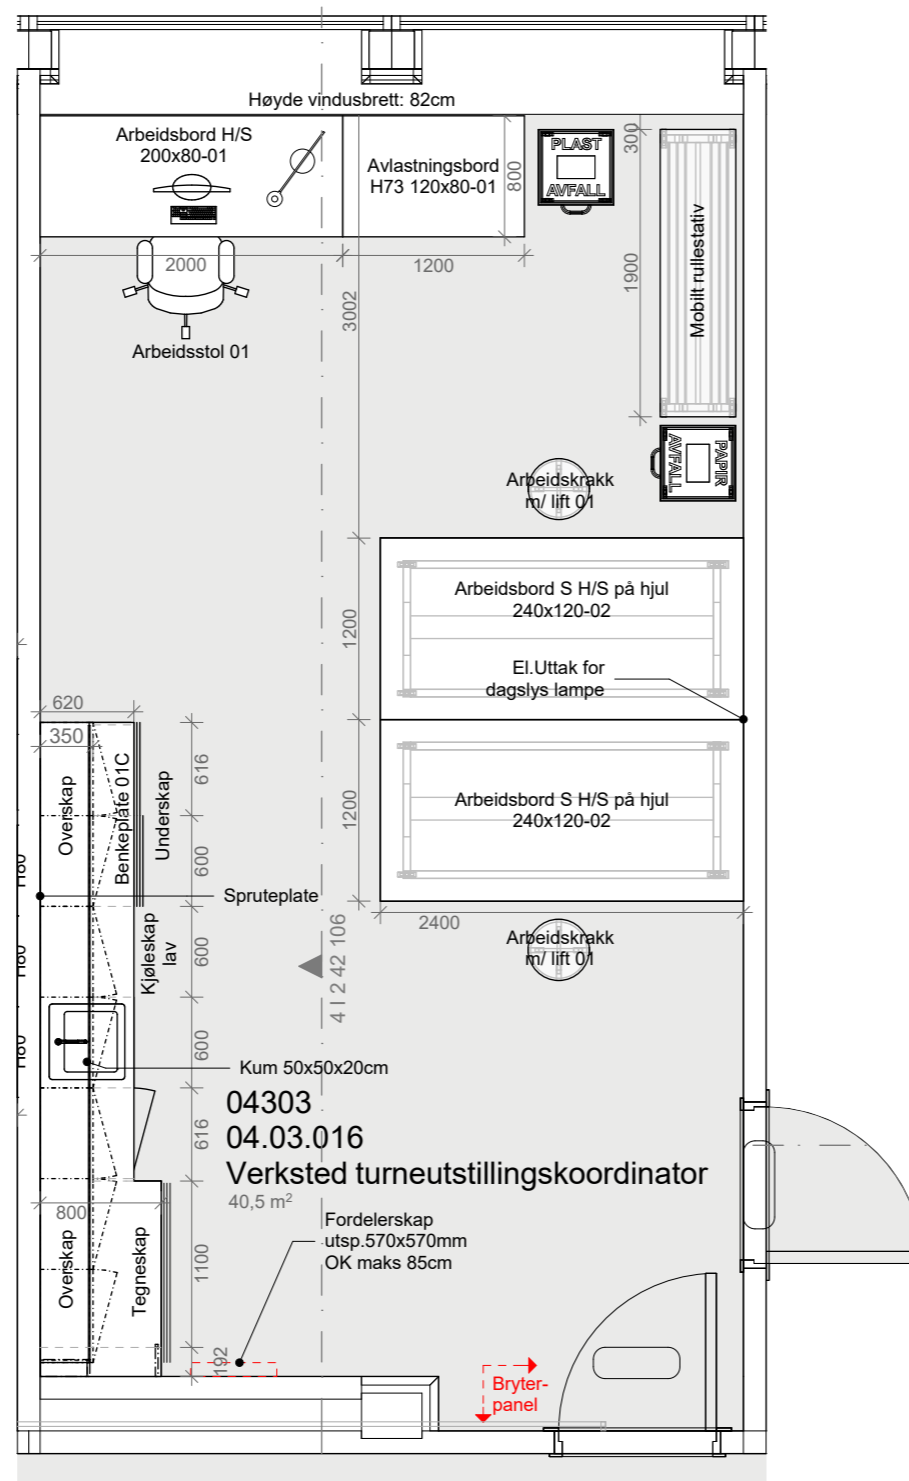 Høyde vindusbrett: 82cm
Arbeidsbord H/S
200x80-01
Avlastningsbord
H73 120x80-01
800
PLAST
AVFALL
300
1900
Mobilt rullestativ
2000
1200
3002
Arbeidsstol 01
PAPIR
AVFALL
Arbeidskrakk
m/ lift 01
Arbeidsbord S H/S på hjul
240x120-02
1200
El.Uttak for
dagslys lampe
620
350
Overskap
Benkeplate 01C
Underskap
616
1200
Arbeidsbord S H/S på hjul
240x120-02
600
H80
Spruteplate
2400
Kjøleskap
lav
600
H80
4 I 2 42 106
Arbeidskrakk
m/ lift 01
600
H80
Kum 50x50x20cm
616
04303
04.03.016
Verksted turneutstillingskoordinator
40,5 m²
800
Fordelerskap
utsp.570x570mm
OK maks 85cm
Overskap
Tegneskap
1100
192
Bryter-
panel